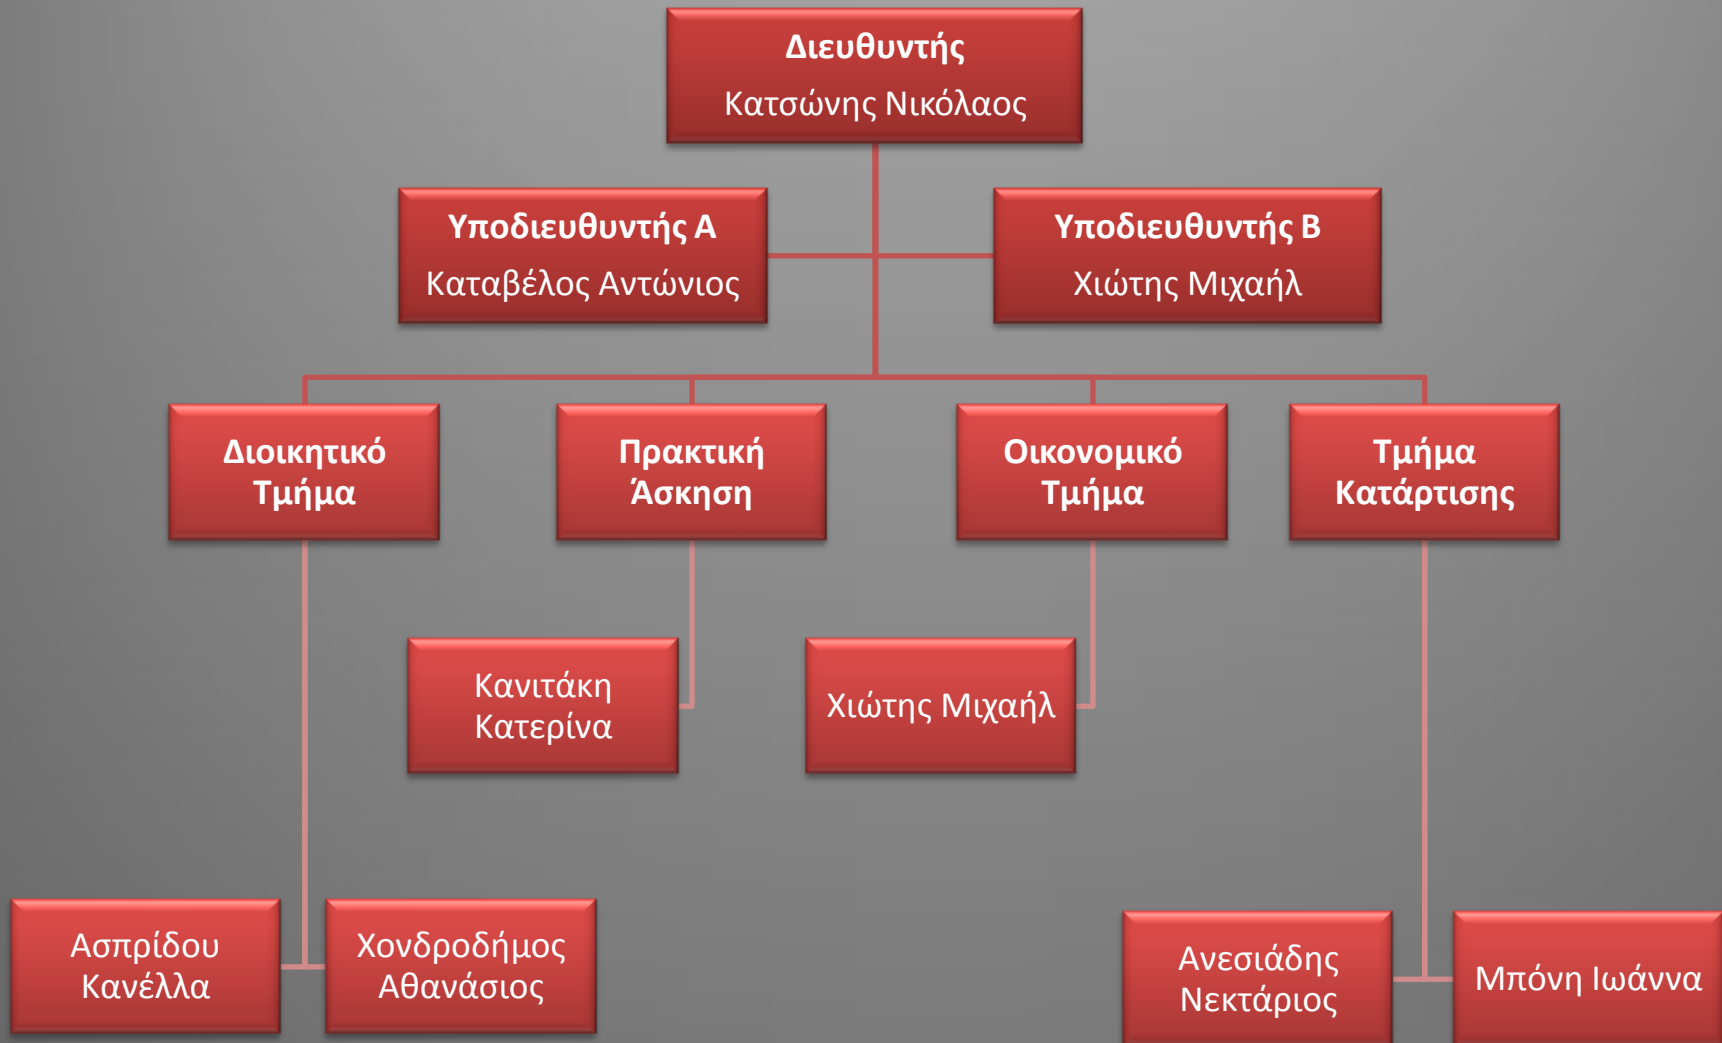 Διευθυντής
Κατσώνης Νικόλαος
Υποδιευθυντής Α
Καταβέλος Αντώνιος
Υποδιευθυντής Β
Χιώτης Μιχαήλ
Διοικητικό
Τμήμα
Πρακτική
Άσκηση
Οικονομικό
Τμήμα
Τμήμα
Κατάρτισης
Κανιτάκη
Κατερίνα
Χιώτης Μιχαήλ
Ασπρίδου
Κανέλλα
Χονδροδήμος
Αθανάσιος
Ανεσιάδης
Νεκτάριος
Μπόνη Ιωάννα